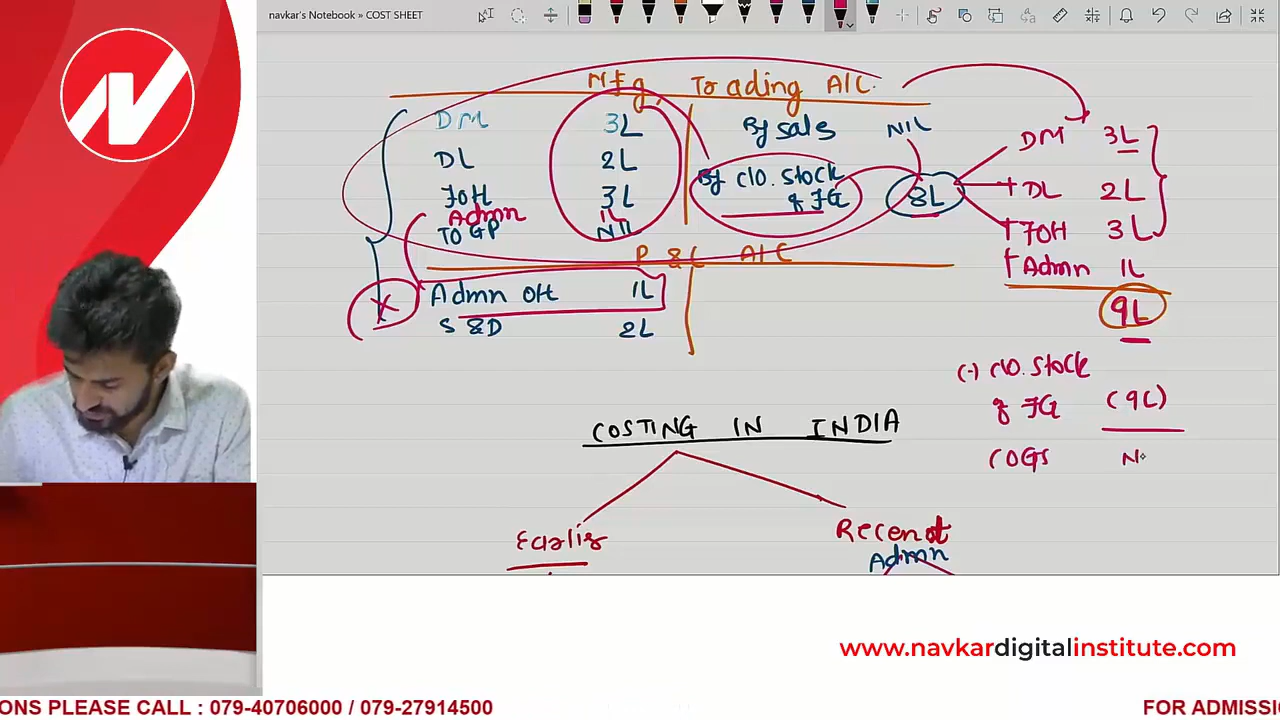 navkar's Notebook » COST SHEET
Mfg. Trading A/C.
DM 3L By Sales NIL
DL 2L By Clo. Stock
of FG 8L
FOH 3L
Admn 1L
TO GP NIL
P & L A/C
Admn OH 1L
S &D 2L
DM 3L
+ DL 2L
+ FOH 3L
+ Admn 1L
9L
(-) Clo. Stock
of FG (9L)
COGS N
X
COSTING IN INDIA
Earlier
Recent
Admn
www.navkardigitalinstitute.com
ONS PLEASE CALL : 079-40706000 / 079-27914500
FOR ADMISSI